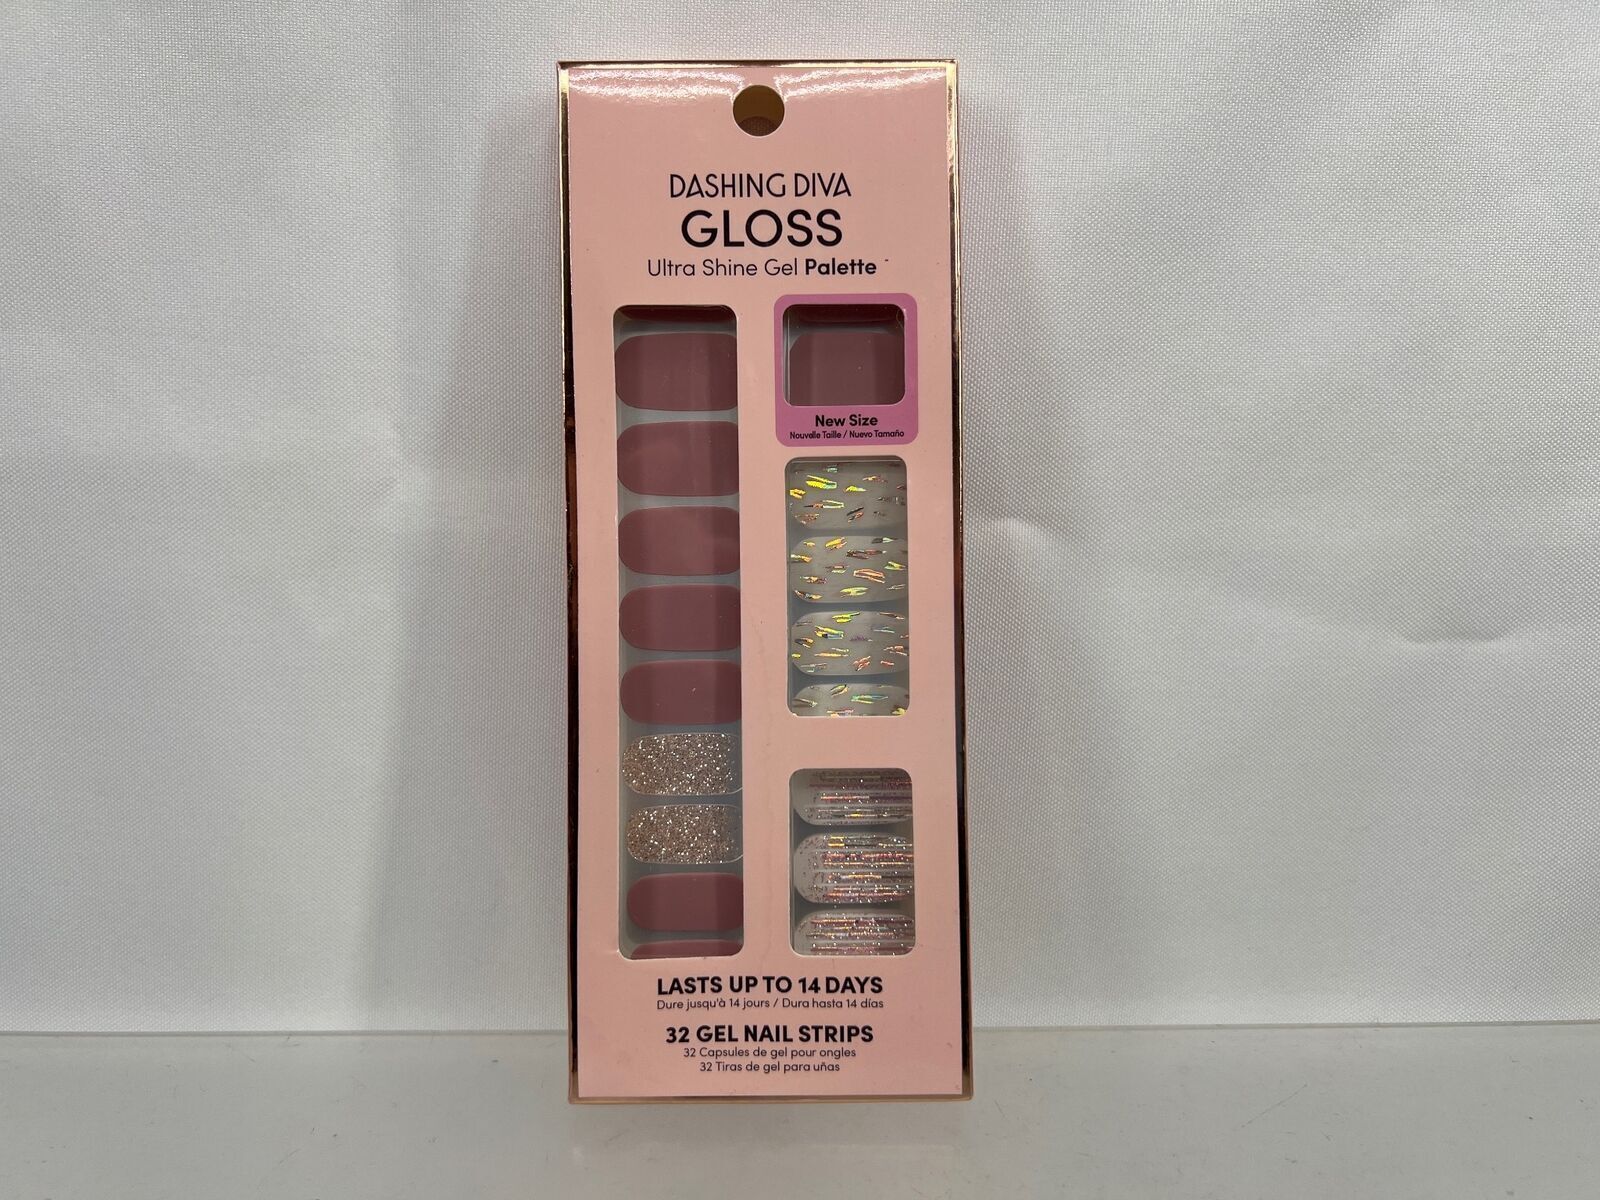 DASHING DIVA
GLOSS
Ultra Shine Gel Palette
New Size
Nouvelle Taille / Nuevo Tamaño
LASTS UP TO 14 DAYS
Dure jusqu'à 14 jours / Dura hasta 14 días
32 GEL NAIL STRIPS
32 Capsules de gel pour ongles
32 Tiras de gel para uñas